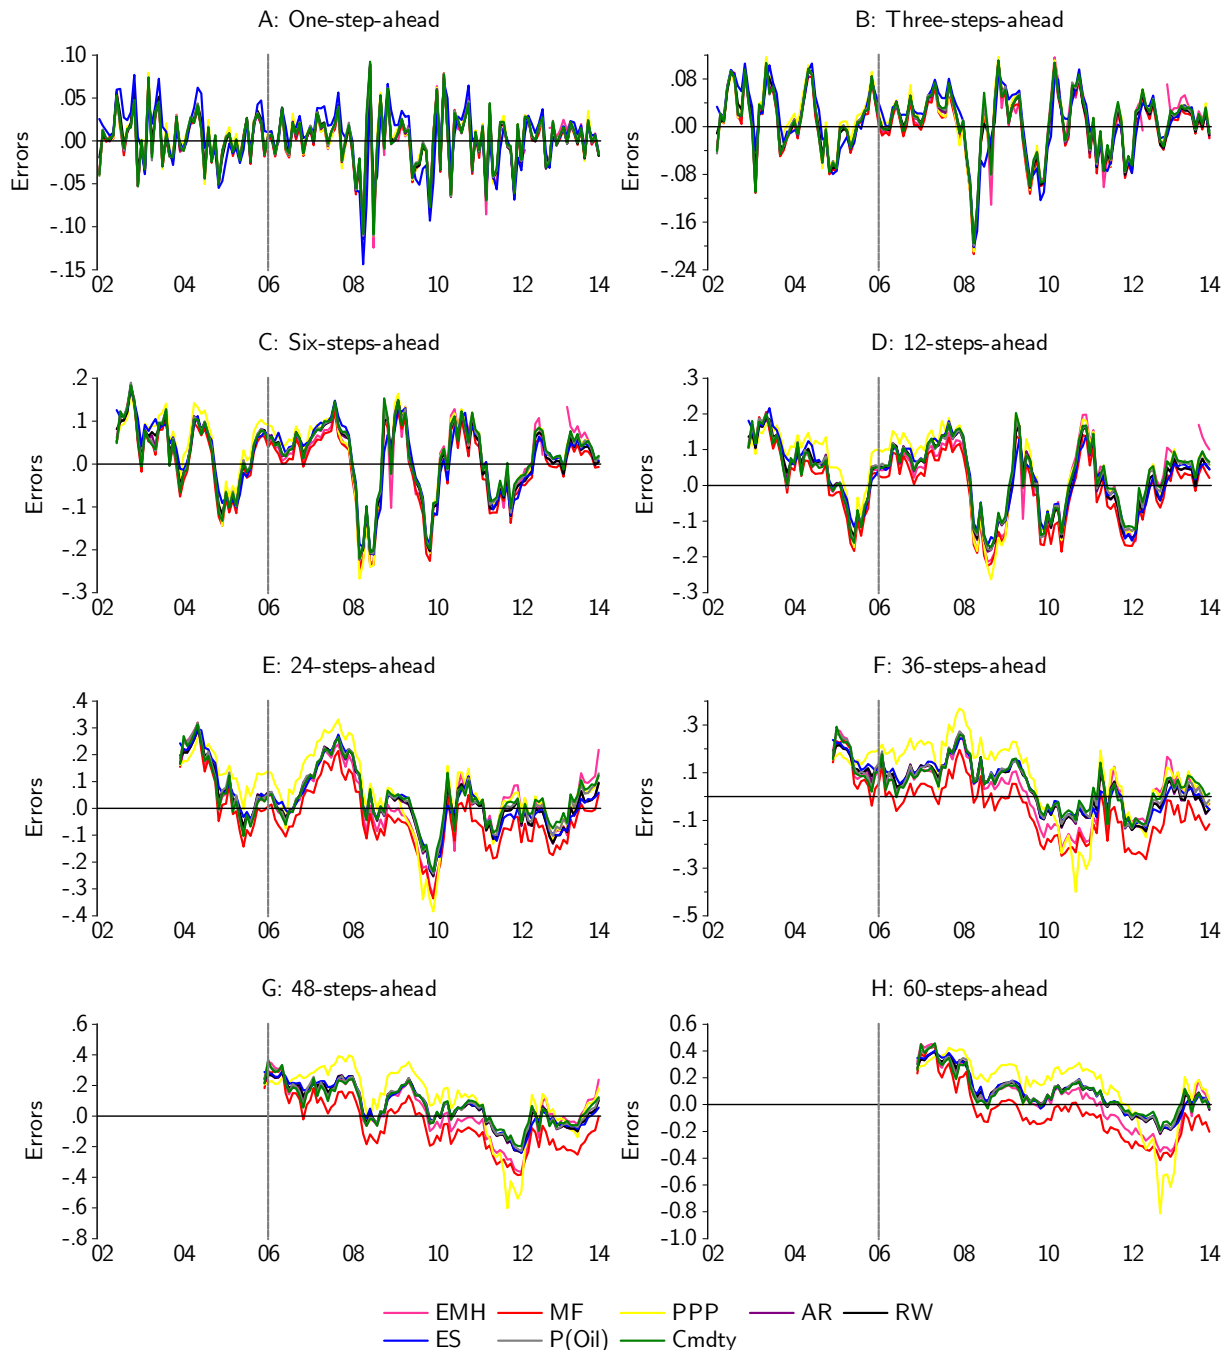 A: One-step-ahead
B: Three-steps-ahead
.10
.05
.00
-.05
-.10
-.15
Errors
02 04 06 08 10 12 14
.08
.00
-.08
-.16
-.24
Errors
02 04 06 08 10 12 14
C: Six-steps-ahead
D: 12-steps-ahead
.2
.1
.0
-.1
-.2
-.3
Errors
02 04 06 08 10 12 14
.3
.2
.1
.0
-.1
-.2
-.3
Errors
02 04 06 08 10 12 14
E: 24-steps-ahead
F: 36-steps-ahead
.4
.3
.2
.1
.0
-.1
-.2
-.3
-.4
Errors
02 04 06 08 10 12 14
.3
.1
-.1
-.3
-.5
Errors
02 04 06 08 10 12 14
G: 48-steps-ahead
H: 60-steps-ahead
.6
.4
.2
.0
-.2
-.4
-.6
-.8
Errors
02 04 06 08 10 12 14
0.6
0.4
0.2
0.0
-0.2
-0.4
-0.6
-0.8
-1.0
Errors
02 04 06 08 10 12 14
EMH MF PPP AR RW
ES P(Oil) Cmdty